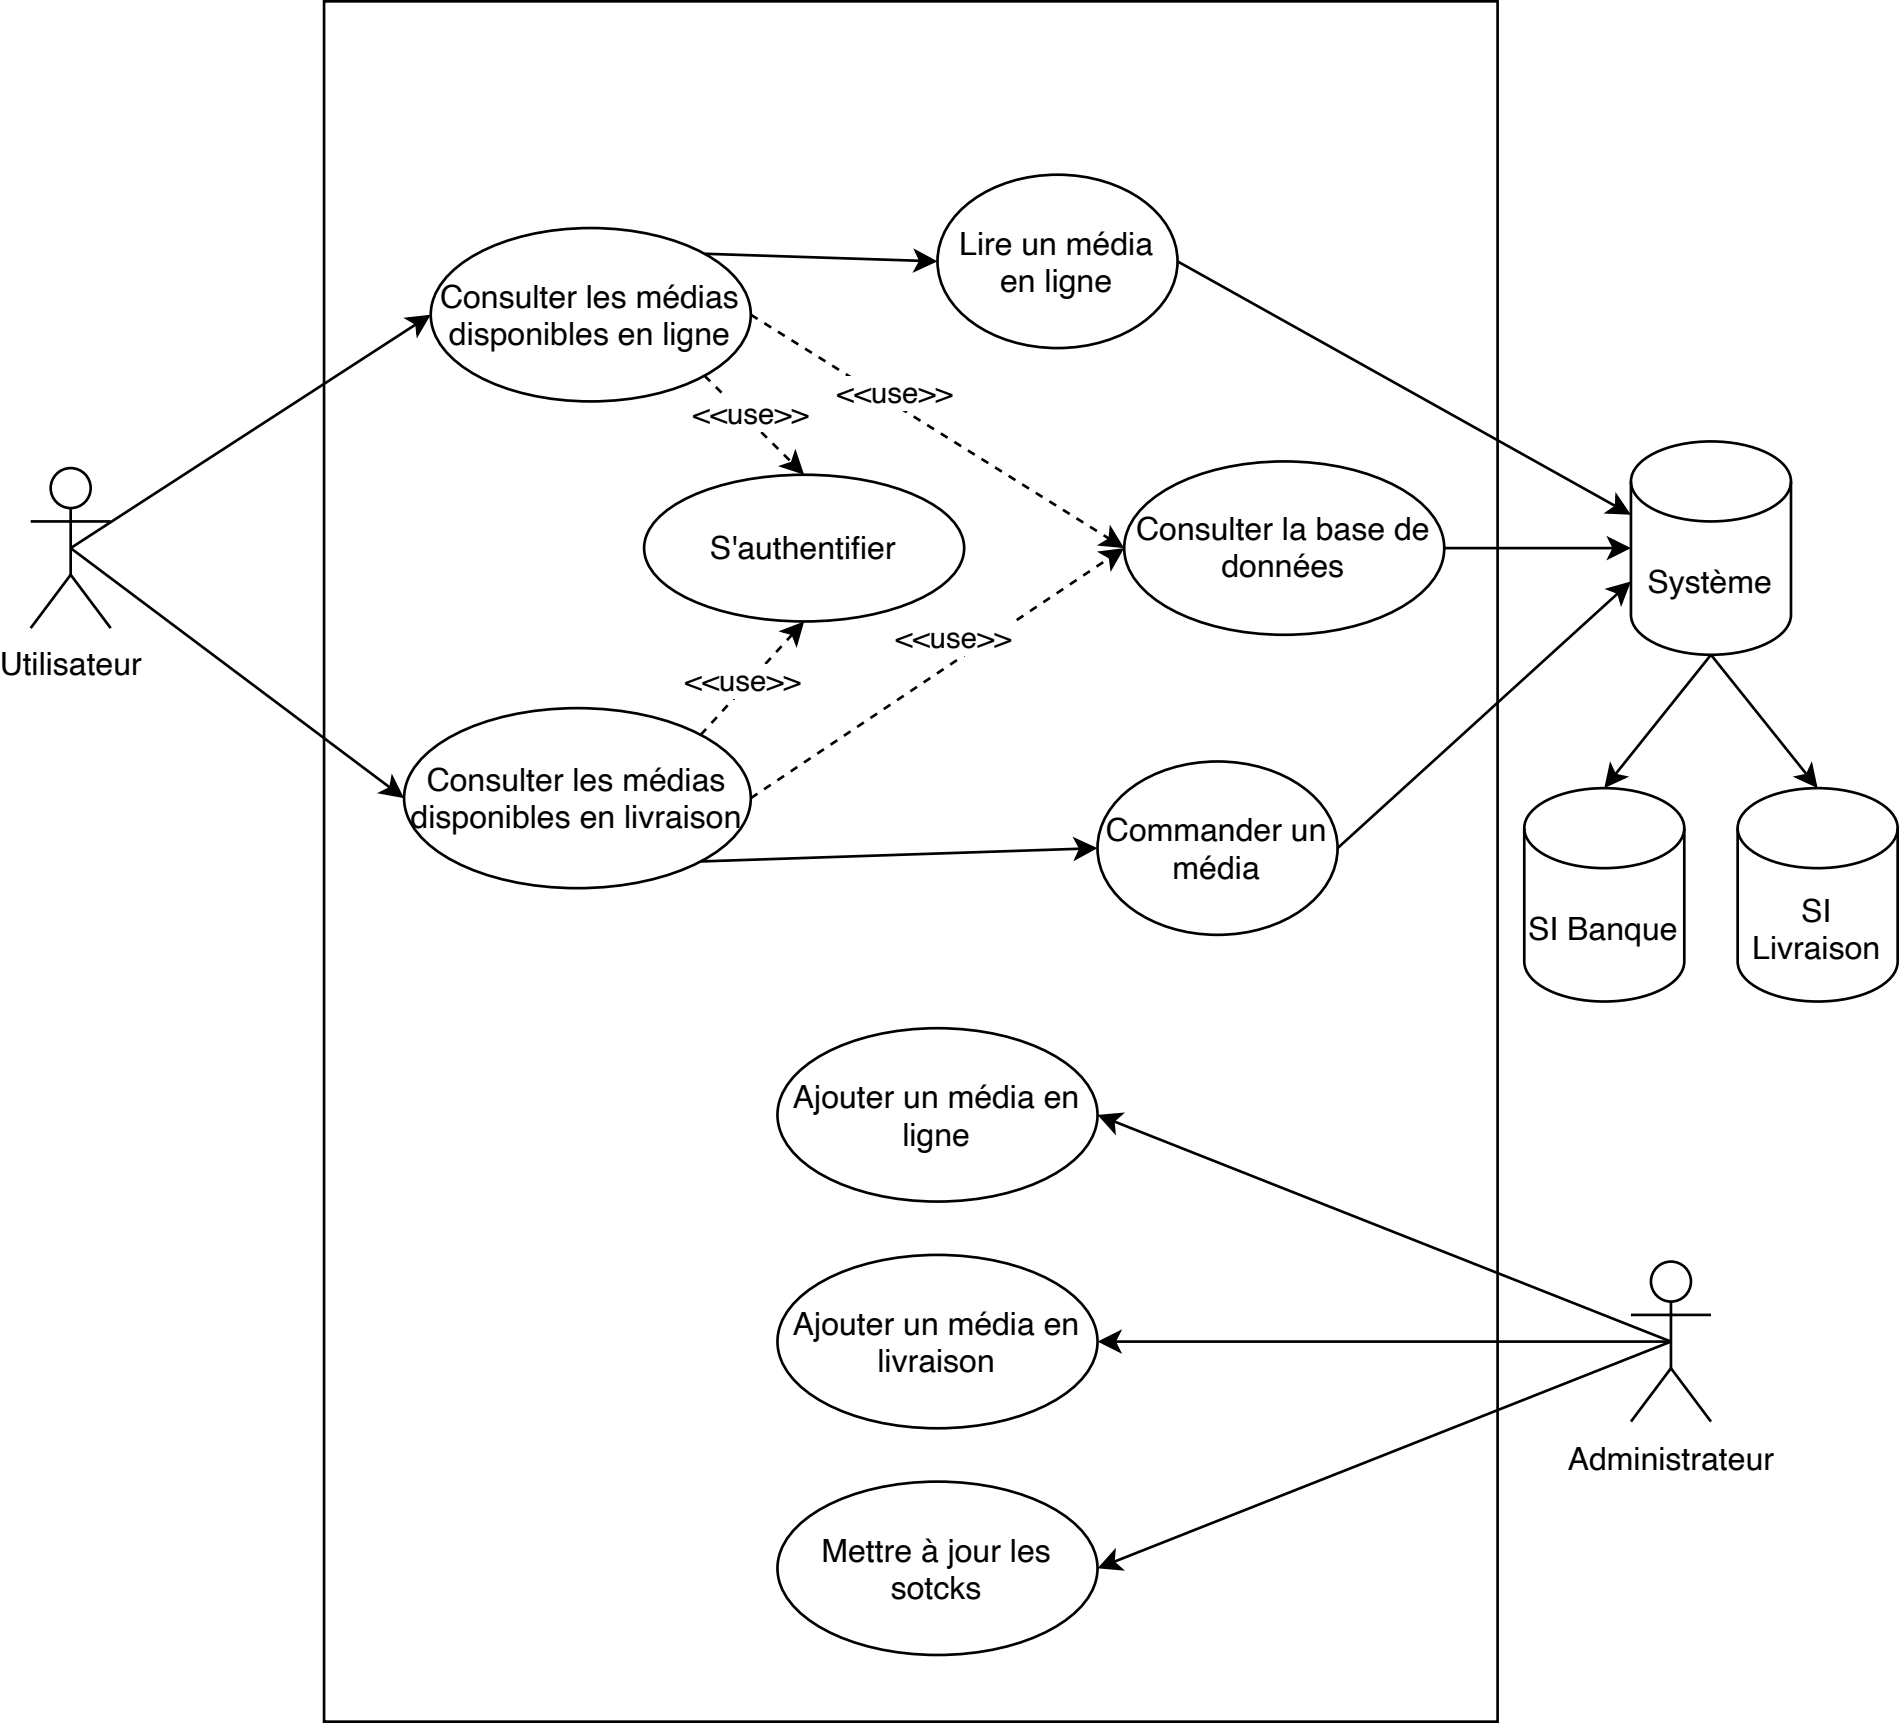 Lire un média
en ligne
Consulter les médias
disponibles en ligne
<<use>>
<<use>>
S'authentifier
Consulter la base de
données
Système
Utilisateur
<<use>>
<<use>>
Consulter les médias
disponibles en livraison
Commander un
média
SI Banque
SI
Livraison
Ajouter un média en
ligne
Ajouter un média en
livraison
Administrateur
Mettre à jour les
sotcks